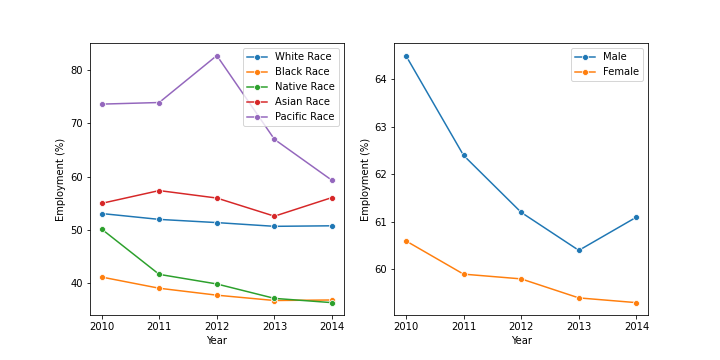 White Race
Black Race
Native Race
Asian Race
Pacific Race
80
70
60
50
40
Employment (%)
2010 2011 2012 2013 2014
Year
Male
Female
64
63
62
61
60
Employment (%)
2010 2011 2012 2013 2014
Year